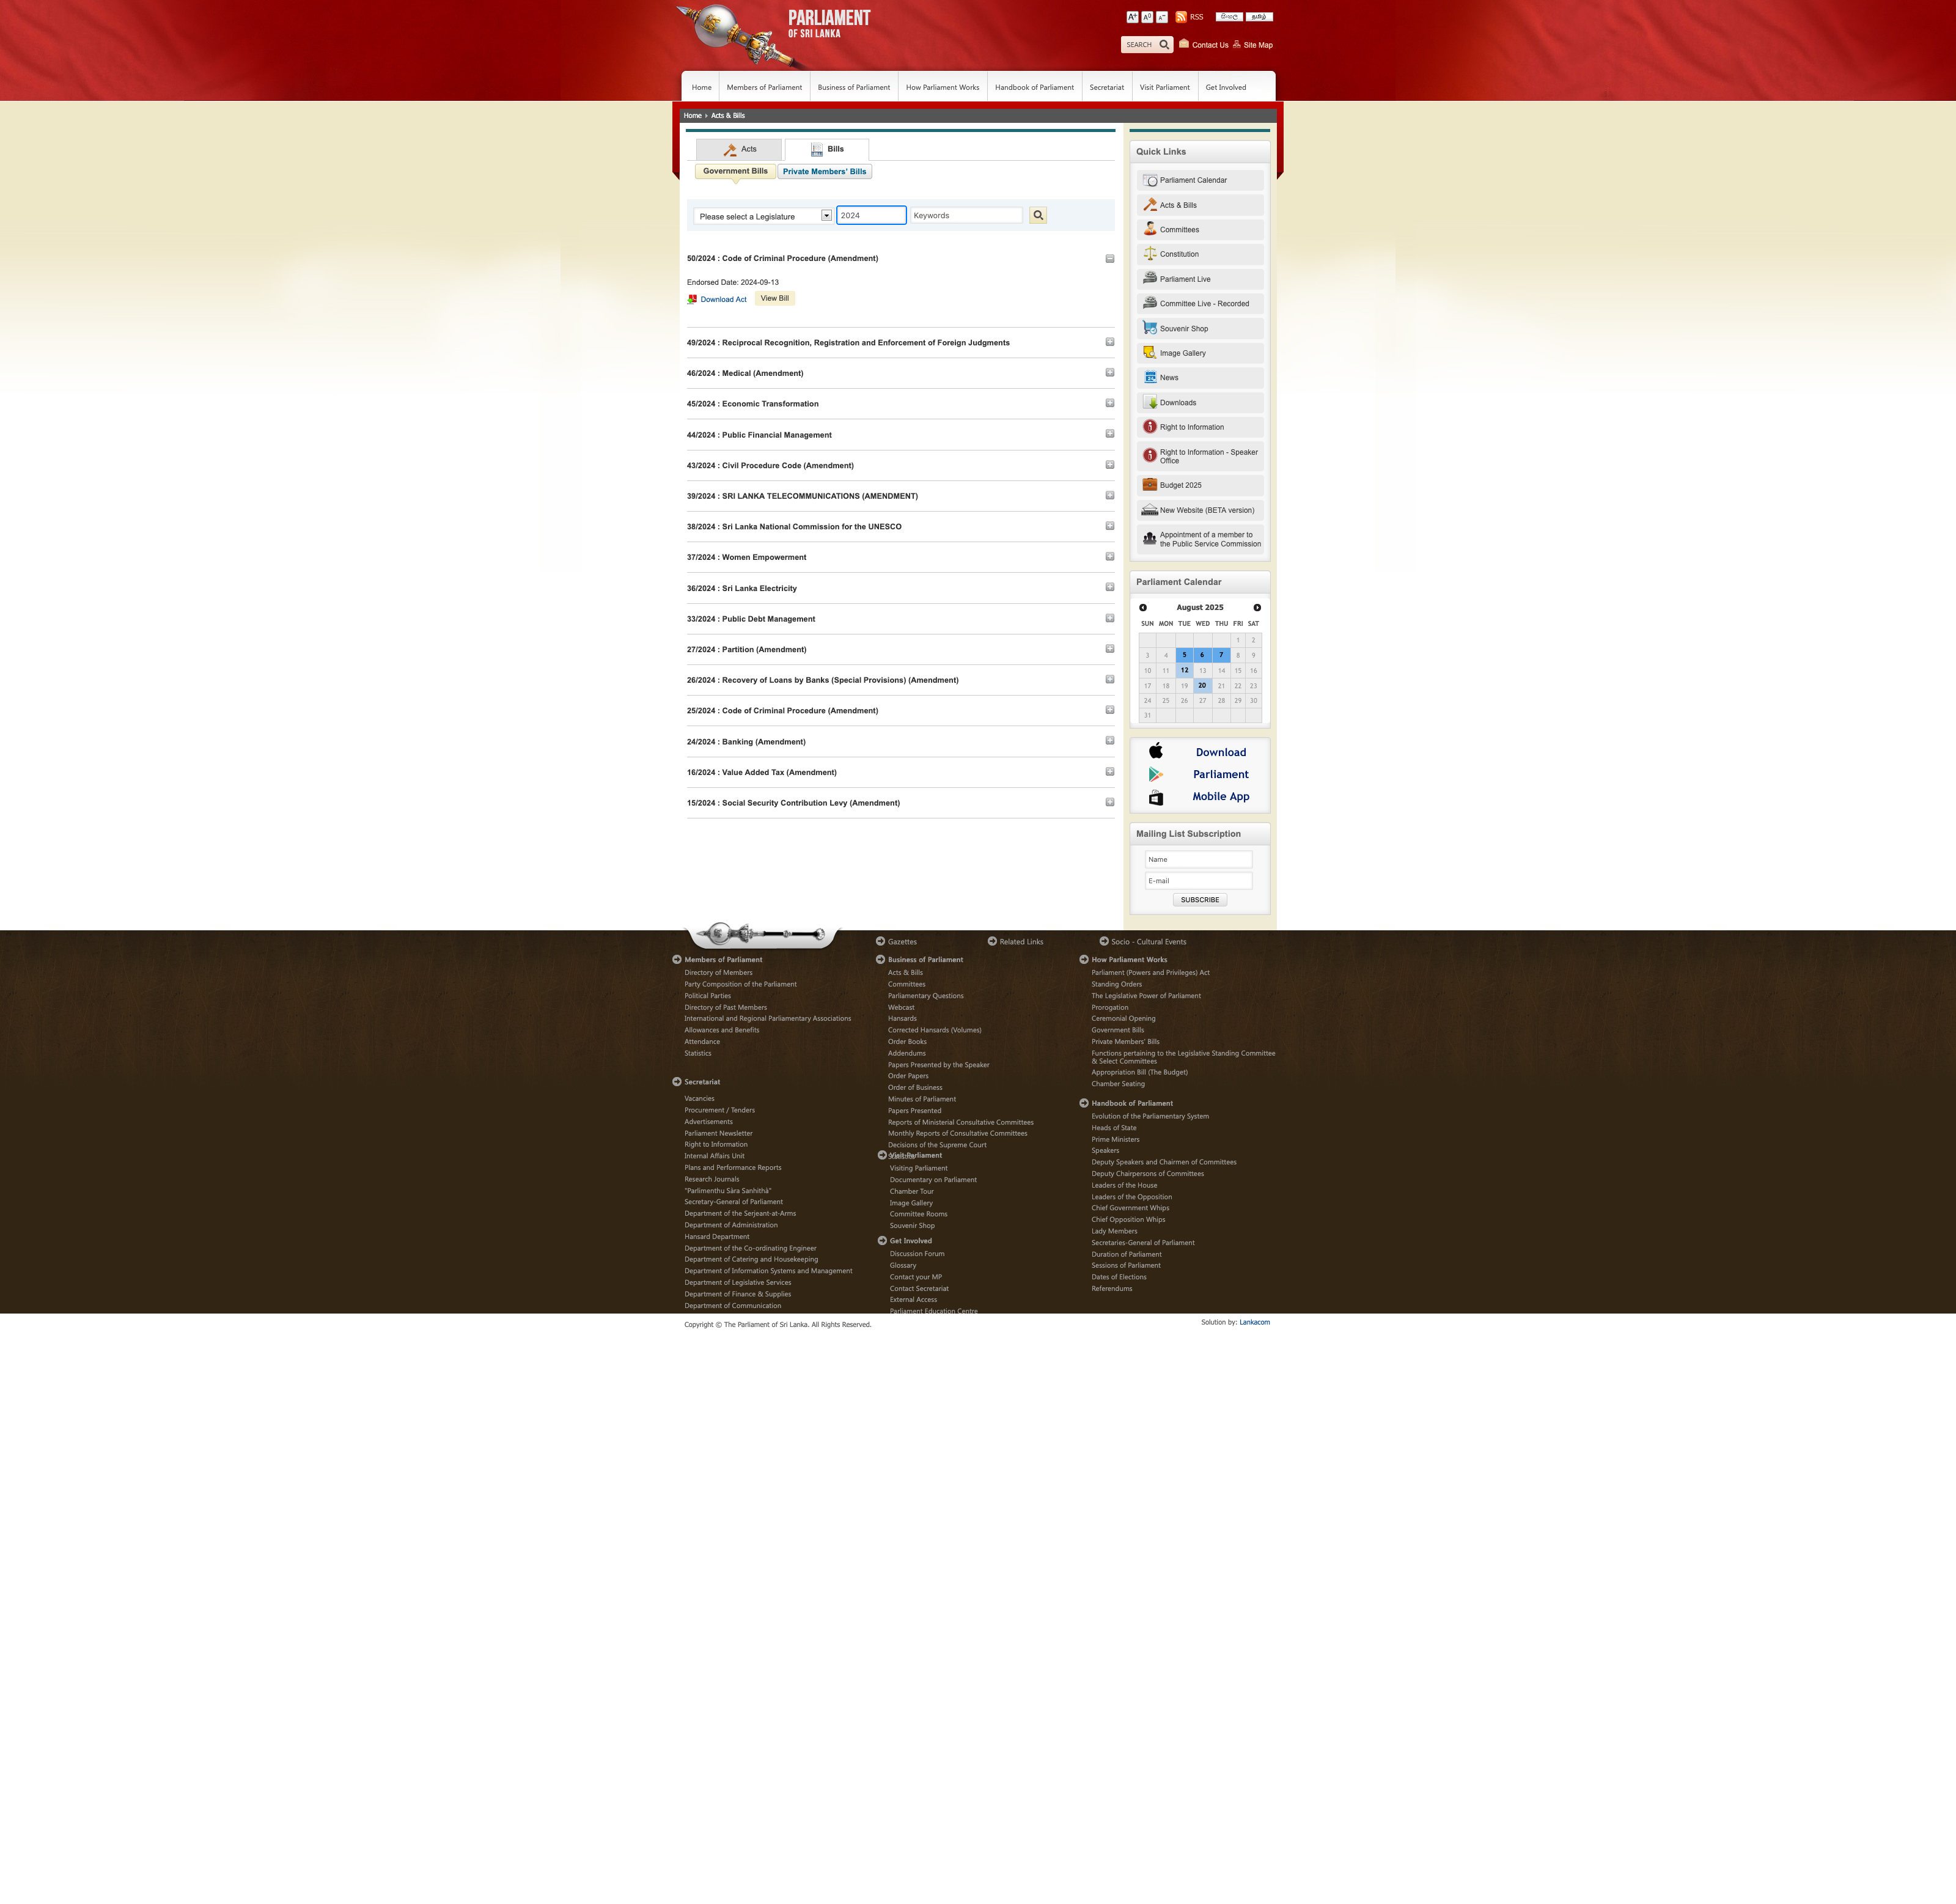 PARLIAMENT
OF SRI LANKA
A+ A0 A- RSS සිංහල தமிழ்
SEARCH Contact Us Site Map
Home Members of Parliament Business of Parliament How Parliament Works Handbook of Parliament Secretariat Visit Parliament Get Involved
Home Acts & Bills
Acts Bills
Government Bills Private Members' Bills
Please select a Legislature 2024 Keywords
50/2024 : Code of Criminal Procedure (Amendment)
Endorsed Date: 2024-09-13
Download Act View Bill
49/2024 : Reciprocal Recognition, Registration and Enforcement of Foreign Judgments
46/2024 : Medical (Amendment)
45/2024 : Economic Transformation
44/2024 : Public Financial Management
43/2024 : Civil Procedure Code (Amendment)
39/2024 : SRI LANKA TELECOMMUNICATIONS (AMENDMENT)
38/2024 : Sri Lanka National Commission for the UNESCO
37/2024 : Women Empowerment
36/2024 : Sri Lanka Electricity
33/2024 : Public Debt Management
27/2024 : Partition (Amendment)
26/2024 : Recovery of Loans by Banks (Special Provisions) (Amendment)
25/2024 : Code of Criminal Procedure (Amendment)
24/2024 : Banking (Amendment)
16/2024 : Value Added Tax (Amendment)
15/2024 : Social Security Contribution Levy (Amendment)
Quick Links
Parliament Calendar
Acts & Bills
Committees
Constitution
Parliament Live
Committee Live - Recorded
Souvenir Shop
Image Gallery
News
Downloads
Right to Information
Right to Information - Speaker
Office
Budget 2025
New Website (BETA version)
Appointment of a member to
the Public Service Commission
Parliament Calendar
August 2025
SUN MON TUE WED THU FRI SAT
1 2
3 4 5 6 7 8 9
10 11 12 13 14 15 16
17 18 19 20 21 22 23
24 25 26 27 28 29 30
31
Download
Parliament
Mobile App
Mailing List Subscription
Name
E-mail
SUBSCRIBE
Gazettes Related Links Socio - Cultural Events
Members of Parliament
Directory of Members
Party Composition of the Parliament
Political Parties
Directory of Past Members
International and Regional Parliamentary Associations
Allowances and Benefits
Attendance
Statistics
Secretariat
Vacancies
Procurement / Tenders
Advertisements
Parliament Newsletter
Right to Information
Internal Affairs Unit
Plans and Performance Reports
Research Journals
"Parlimenthu Sāra Sanhithā"
Secretary-General of Parliament
Department of the Serjeant-at-Arms
Department of Administration
Hansard Department
Department of the Co-ordinating Engineer
Department of Catering and Housekeeping
Department of Information Systems and Management
Department of Legislative Services
Department of Finance & Supplies
Department of Communication
Business of Parliament
Acts & Bills
Committees
Parliamentary Questions
Webcast
Hansards
Corrected Hansards (Volumes)
Order Books
Addendums
Papers Presented by the Speaker
Order Papers
Order of Business
Minutes of Parliament
Papers Presented
Reports of Ministerial Consultative Committees
Monthly Reports of Consultative Committees
Decisions of the Supreme Court
Visit Parliament
Visiting Parliament
Documentary on Parliament
Chamber Tour
Image Gallery
Committee Rooms
Souvenir Shop
Get Involved
Discussion Forum
Glossary
Contact your MP
Contact Secretariat
External Access
Parliament Education Centre
How Parliament Works
Parliament (Powers and Privileges) Act
Standing Orders
The Legislative Power of Parliament
Prorogation
Ceremonial Opening
Government Bills
Private Members' Bills
Functions pertaining to the Legislative Standing Committee
& Select Committees
Appropriation Bill (The Budget)
Chamber Seating
Handbook of Parliament
Evolution of the Parliamentary System
Heads of State
Prime Ministers
Speakers
Deputy Speakers and Chairmen of Committees
Deputy Chairpersons of Committees
Leaders of the House
Leaders of the Opposition
Chief Government Whips
Chief Opposition Whips
Lady Members
Secretaries-General of Parliament
Duration of Parliament
Sessions of Parliament
Dates of Elections
Referendums
Copyright © The Parliament of Sri Lanka. All Rights Reserved.
Solution by: Lankacom